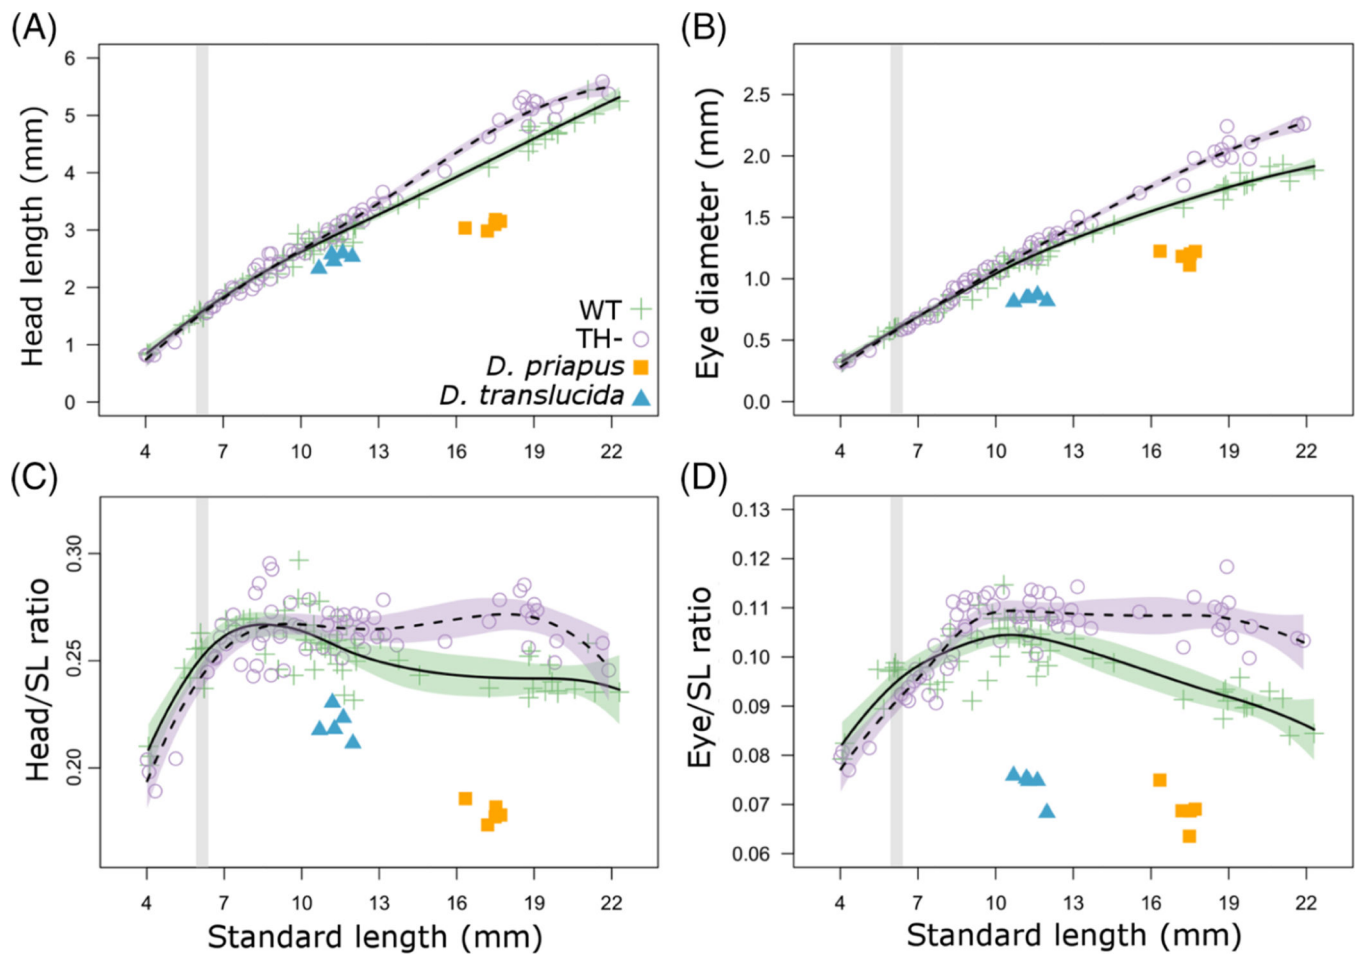 (A)
Head length (mm)
6
5
4
3
2
1
0
4 7 10 13 16 19 22
WT
TH-
D. priapus
D. translucida
(B)
Eye diameter (mm)
2.5
2.0
1.5
1.0
0.5
0.0
4 7 10 13 16 19 22
(C)
Head/SL ratio
0.30
0.25
0.20
4 7 10 13 16 19 22
Standard length (mm)
(D)
Eye/SL ratio
0.13
0.12
0.11
0.10
0.09
0.08
0.07
0.06
4 7 10 13 16 19 22
Standard length (mm)